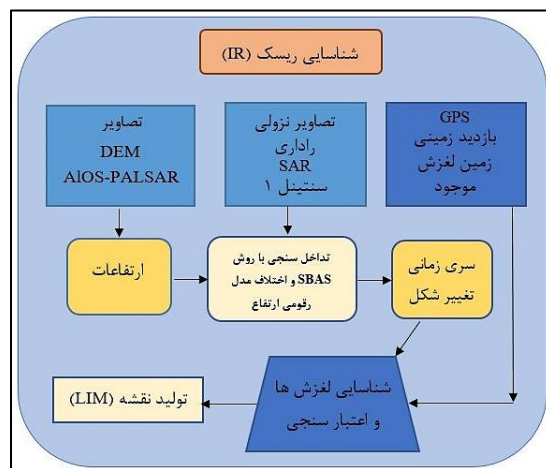 شناسایی ریسک (IR)
GPS
بازدید زمینی
زمین لغزش
موجود
تصاویر نزولی
راداری
SAR
سنتینل ۱
تصاویر
DEM
AlOS-PALSAR
ارتفاعات
تداخل سنجی با روش
SBAS و اختلاف مدل
رقومی ارتفاع
سری زمانی
تغییر شکل
شناسایی لغزش ها
و اعتبار سنجی
تولید نقشه (LIM)